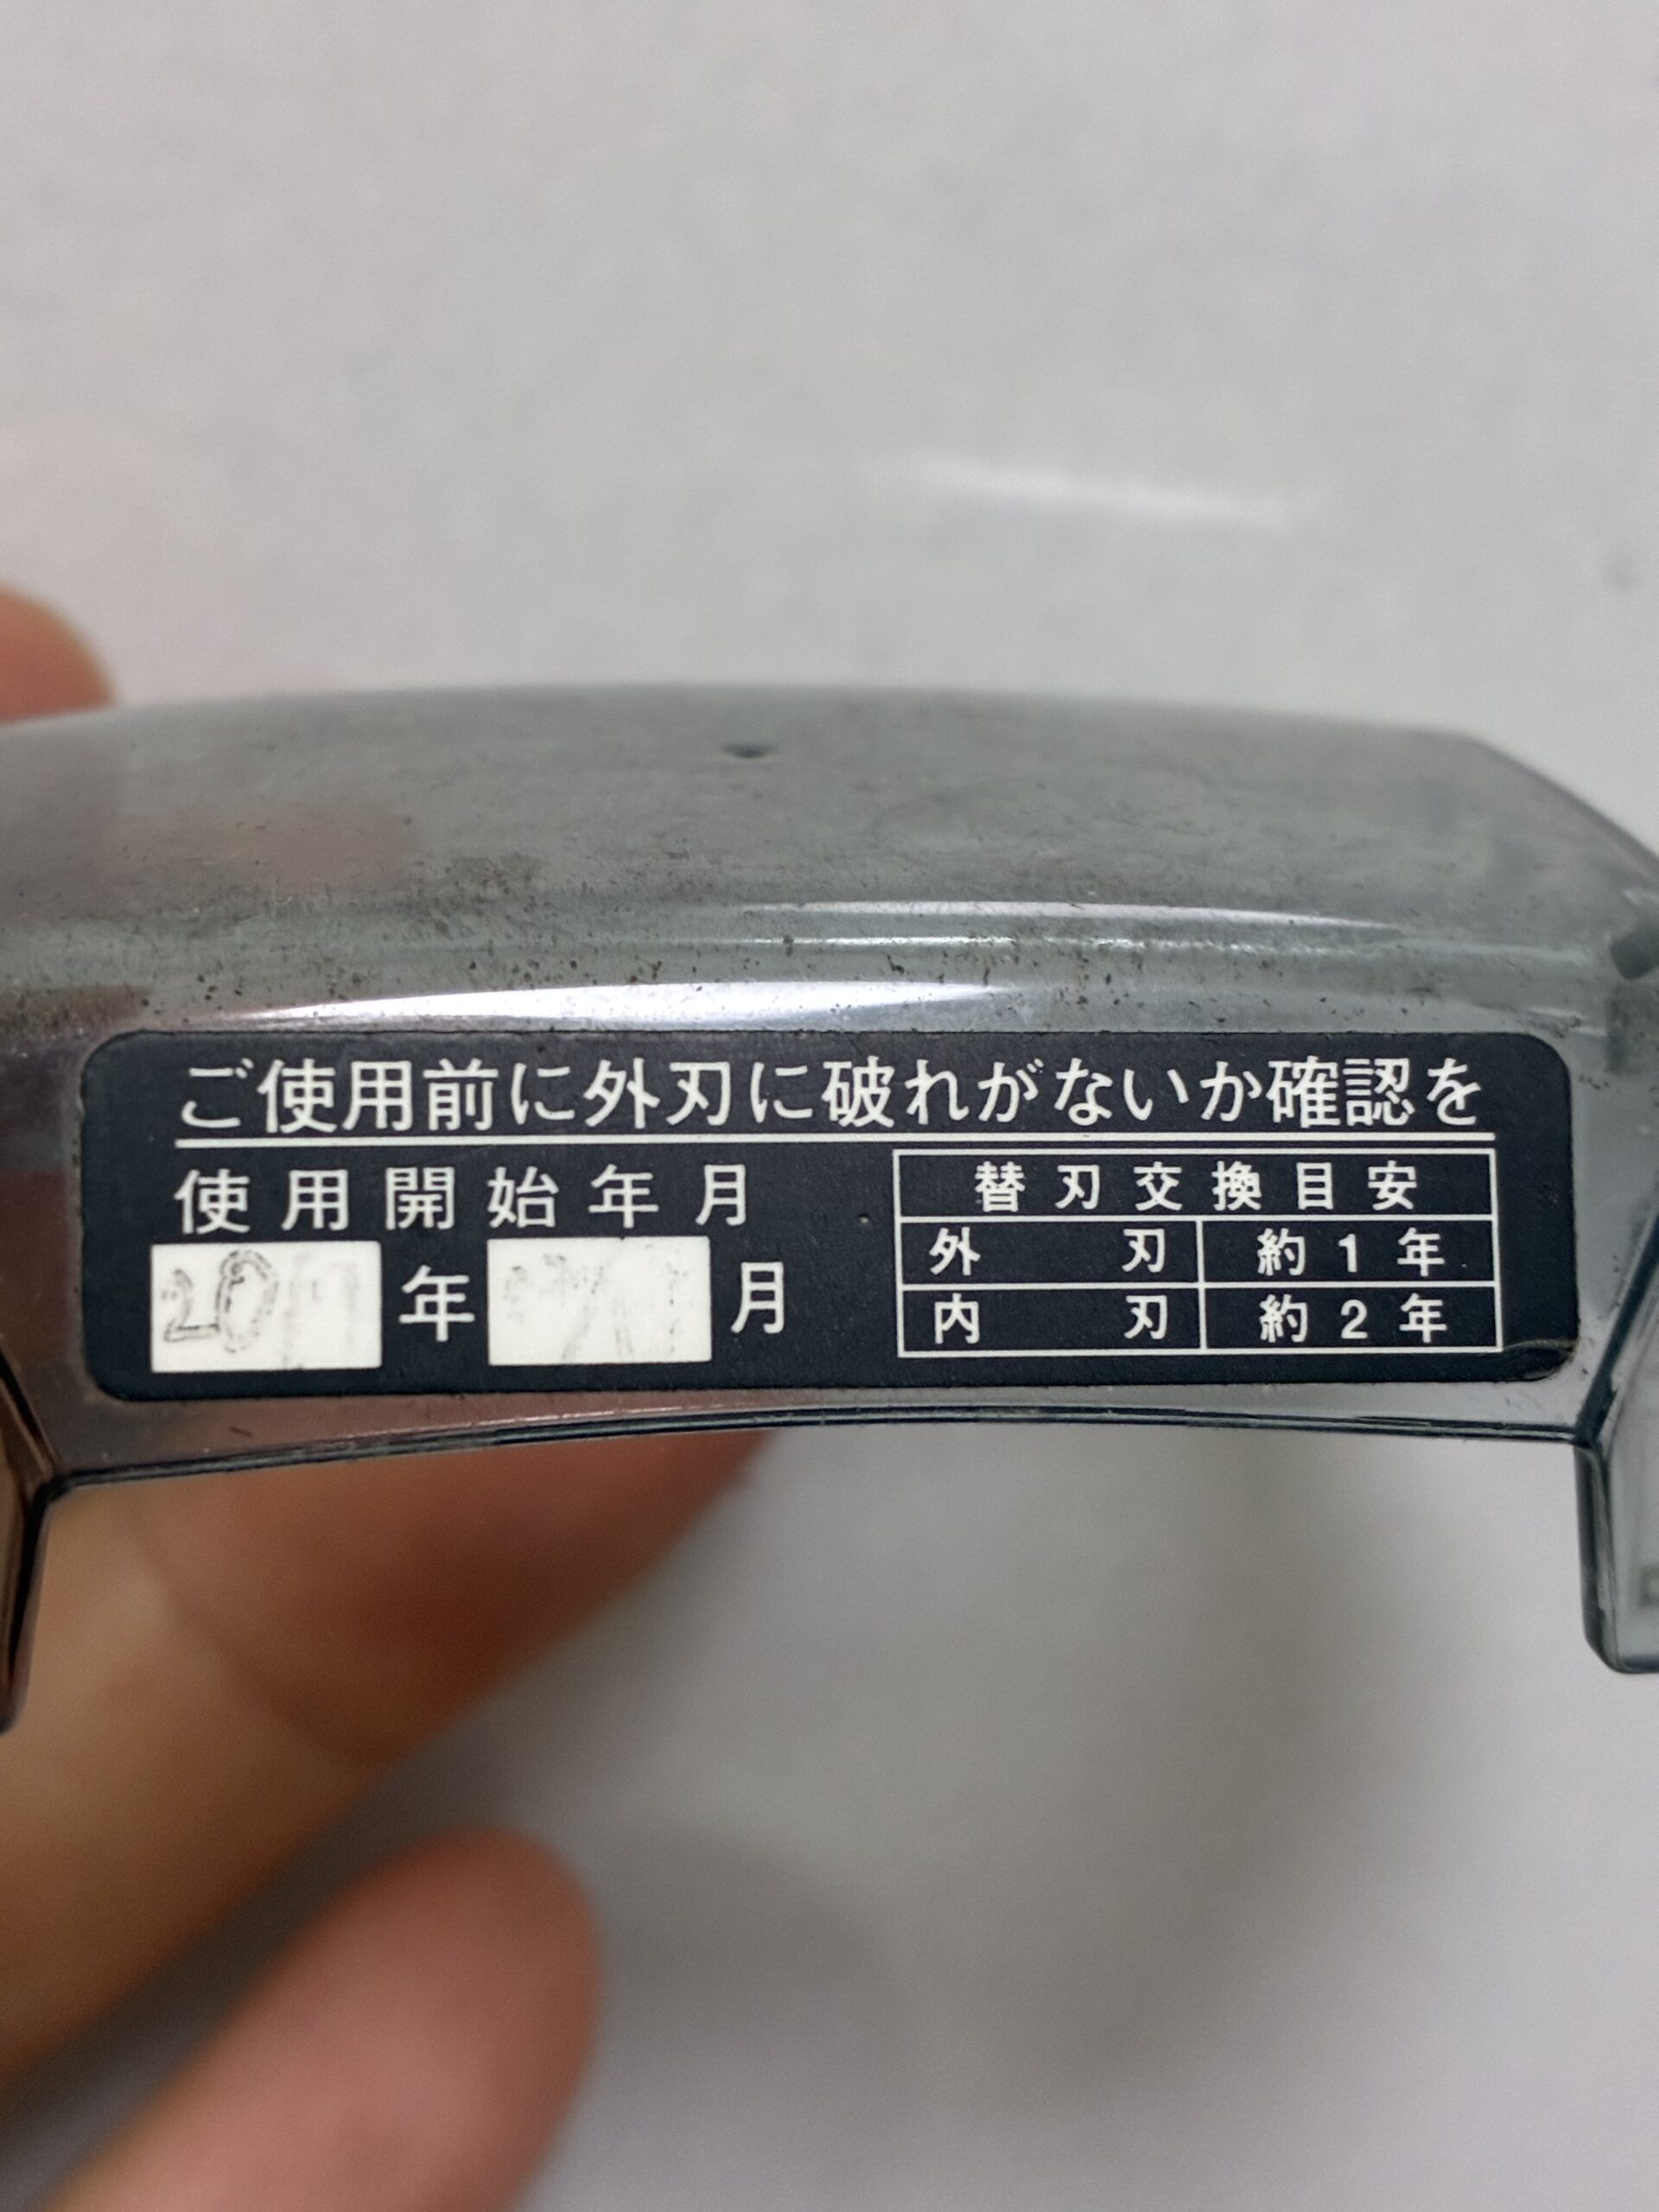 ご使用前に外刃に破れがないか確認を
使用開始年月
20 年 月
替刃交換目安
外刃 約1年
内刃 約2年